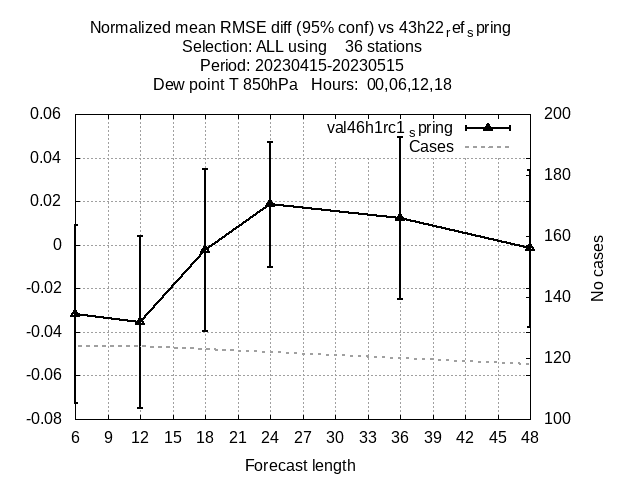 Normalized mean RMSE diff (95% conf) vs 43h22refspring
Selection: ALL using 36 stations
Period: 20230415-20230515
Dew point T 850hPa Hours: 00,06,12,18
val46h1rc1spring
Cases
0.06
0.04
0.02
0
-0.02
-0.04
-0.06
-0.08
200
180
160
140
120
100
No cases
6 9 12 15 18 21 24 27 30 33 36 39 42 45 48
Forecast length